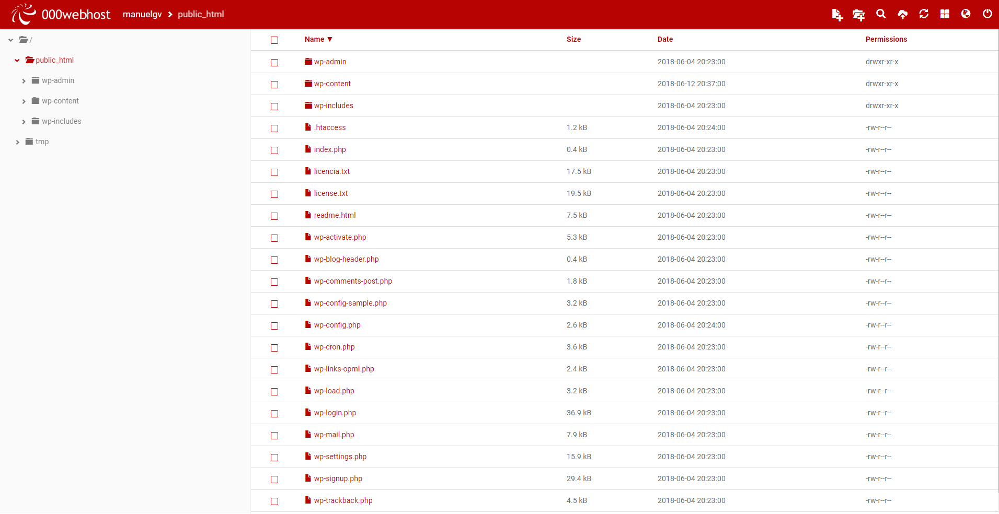 000webhost manuelgv public_html
/
public_html
wp-admin
wp-content
wp-includes
tmp
Name ▼ Size Date Permissions
wp-admin 2018-06-04 20:23:00 drwxr-xr-x
wp-content 2018-06-12 20:37:00 drwxr-xr-x
wp-includes 2018-06-04 20:23:00 drwxr-xr-x
.htaccess 1.2 kB 2018-06-04 20:24:00 -rw-r--r--
index.php 0.4 kB 2018-06-04 20:23:00 -rw-r--r--
licencia.txt 17.5 kB 2018-06-04 20:23:00 -rw-r--r--
license.txt 19.5 kB 2018-06-04 20:23:00 -rw-r--r--
readme.html 7.5 kB 2018-06-04 20:23:00 -rw-r--r--
wp-activate.php 5.3 kB 2018-06-04 20:23:00 -rw-r--r--
wp-blog-header.php 0.4 kB 2018-06-04 20:23:00 -rw-r--r--
wp-comments-post.php 1.8 kB 2018-06-04 20:23:00 -rw-r--r--
wp-config-sample.php 3.2 kB 2018-06-04 20:23:00 -rw-r--r--
wp-config.php 2.6 kB 2018-06-04 20:24:00 -rw-r--r--
wp-cron.php 3.6 kB 2018-06-04 20:23:00 -rw-r--r--
wp-links-opml.php 2.4 kB 2018-06-04 20:23:00 -rw-r--r--
wp-load.php 3.2 kB 2018-06-04 20:23:00 -rw-r--r--
wp-login.php 36.9 kB 2018-06-04 20:23:00 -rw-r--r--
wp-mail.php 7.9 kB 2018-06-04 20:23:00 -rw-r--r--
wp-settings.php 15.9 kB 2018-06-04 20:23:00 -rw-r--r--
wp-signup.php 29.4 kB 2018-06-04 20:23:00 -rw-r--r--
wp-trackback.php 4.5 kB 2018-06-04 20:23:00 -rw-r--r--